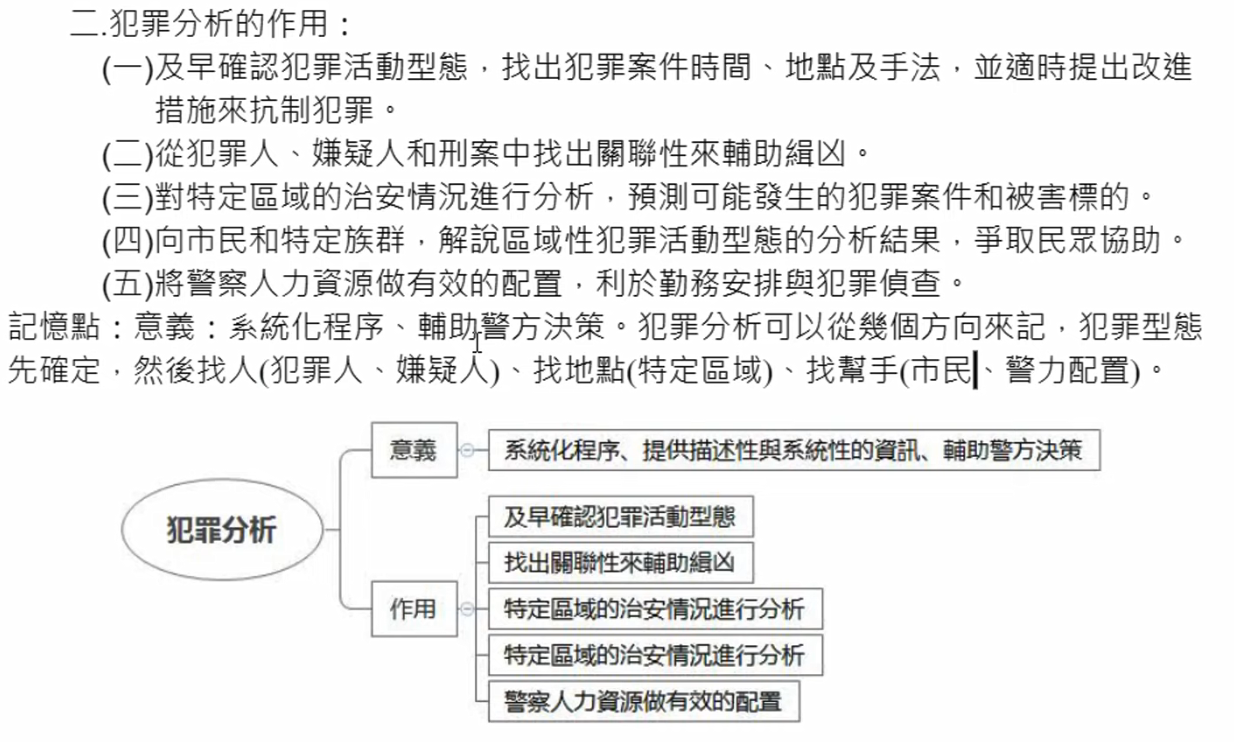 二.犯罪分析的作用：
(一)及早確認犯罪活動型態，找出犯罪案件時間、地點及手法，並適時提出改進
措施來抗制犯罪。
(二)從犯罪人、嫌疑人和刑案中找出關聯性來輔助緝凶。
(三)對特定區域的治安情況進行分析，預測可能發生的犯罪案件和被害標的。
(四)向市民和特定族群，解說區域性犯罪活動型態的分析結果，爭取民眾協助。
(五)將警察人力資源做有效的配置，利於勤務安排與犯罪偵查。
記憶點：意義：系統化程序、輔助警方決策。犯罪分析可以從幾個方向來記，犯罪型態
先確定，然後找人(犯罪人、嫌疑人)、找地點(特定區域)、找幫手(市民、警力配置)。
犯罪分析
意義
系統化程序、提供描述性與系統性的資訊、輔助警方決策
作用
及早確認犯罪活動型態
找出關聯性來輔助緝凶
特定區域的治安情況進行分析
特定區域的治安情況進行分析
警察人力資源做有效的配置